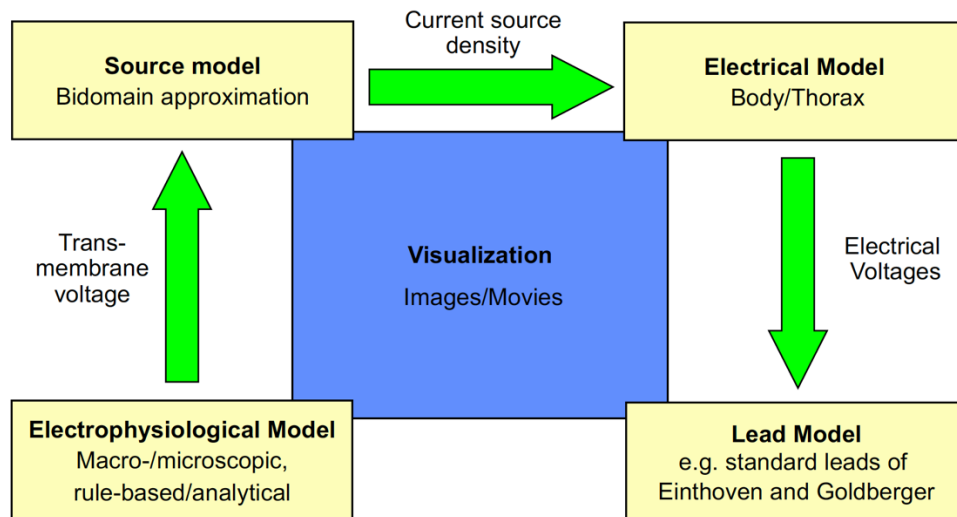 Current source
density
Source model
Bidomain approximation
Electrical Model
Body/Thorax
Trans-
membrane
voltage
Visualization
Images/Movies
Electrical
Voltages
Electrophysiological Model
Macro-/microscopic,
rule-based/analytical
Lead Model
e.g. standard leads of
Einthoven and Goldberger